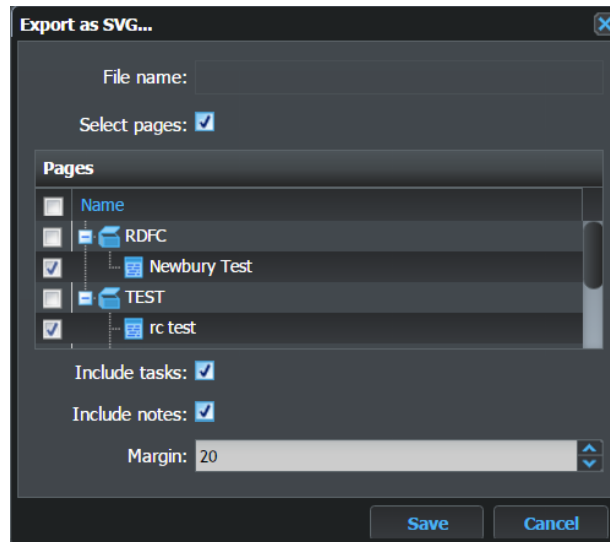 Export as SVG...
File name:
Select pages:
Pages
Name
RDFC
Newbury Test
TEST
rc test
Include tasks:
Include notes:
Margin: 20
Save Cancel